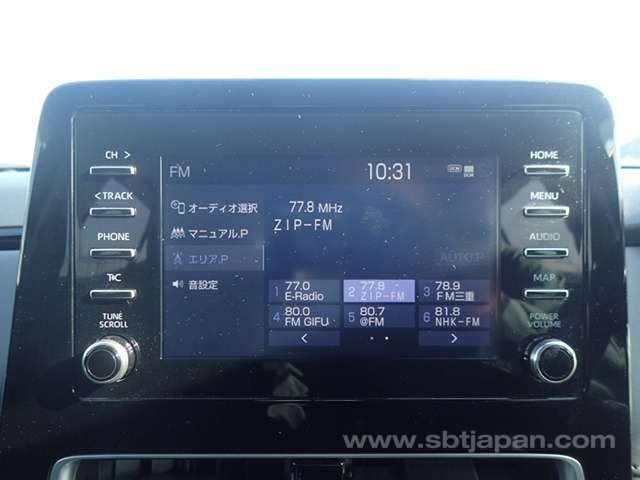 CH >
< TRACK
PHONE
T C
TUNE
SCROLL
FM
10:31
DCM
オーディオ選択
マニュアル.P
エリア.P
音設定
77.8 MHz
ZIP-FM
AUTO.P
1 77.0 E-Radio
2 77.8 ZIP-FM
3 78.9 FM三重
4 80.0 FM GIFU
5 80.7 @FM
6 81.8 NHK-FM
< >
HOME
MENU
AUDIO
MAP
POWER
VOLUME
www.sbtjapan.com